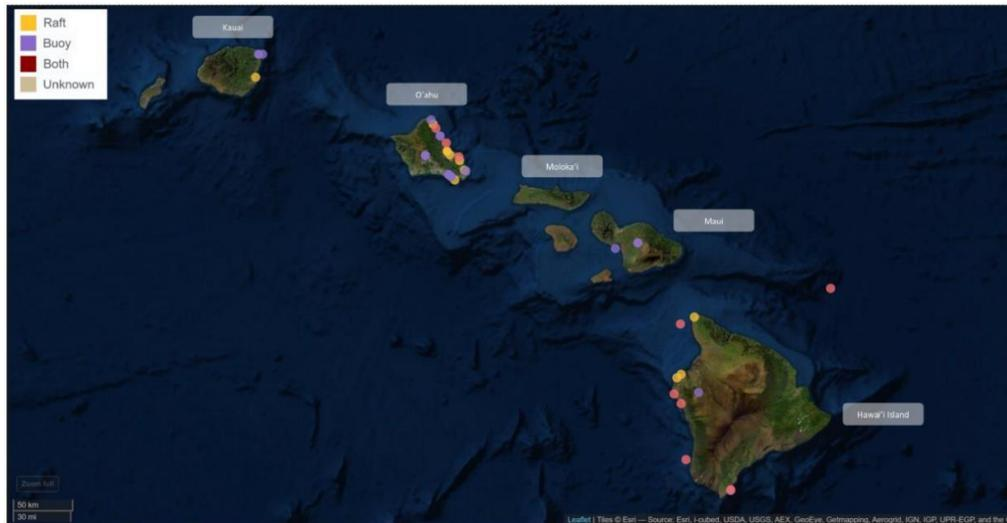 Raft
Buoy
Both
Unknown
Kauai
O'ahu
Moloka'i
Maui
Hawai'i Island
Zoom full
50 km
30 mi
Leaflet | Tiles © Esri — Source: Esri, i-cubed, USDA, USGS, AEX, GeoEye, Getmapping, Aerogrid, IGN, IGP, UPR-EGP, and the